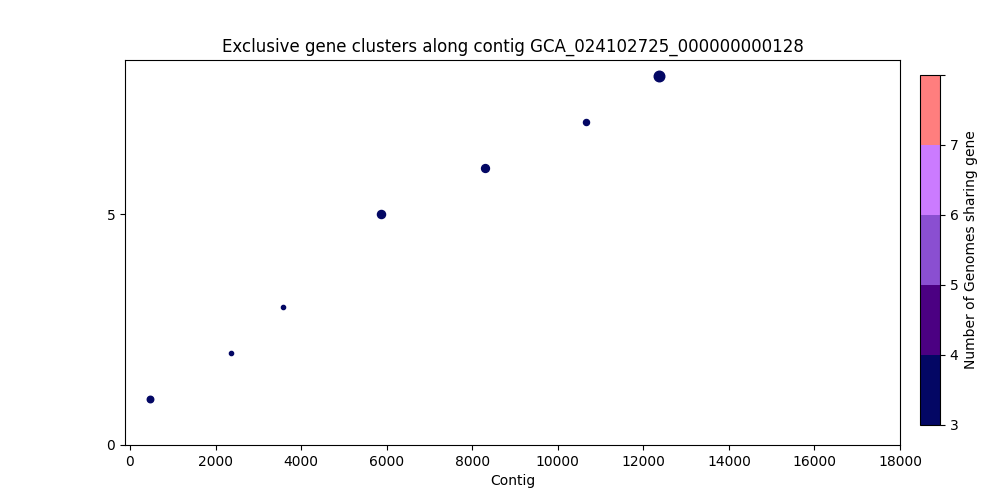 Exclusive gene clusters along contig GCA_024102725_000000000128
5
0
0 2000 4000 6000 8000 10000 12000 14000 16000 18000
Contig
7
6
5
4
3
Number of Genomes sharing gene